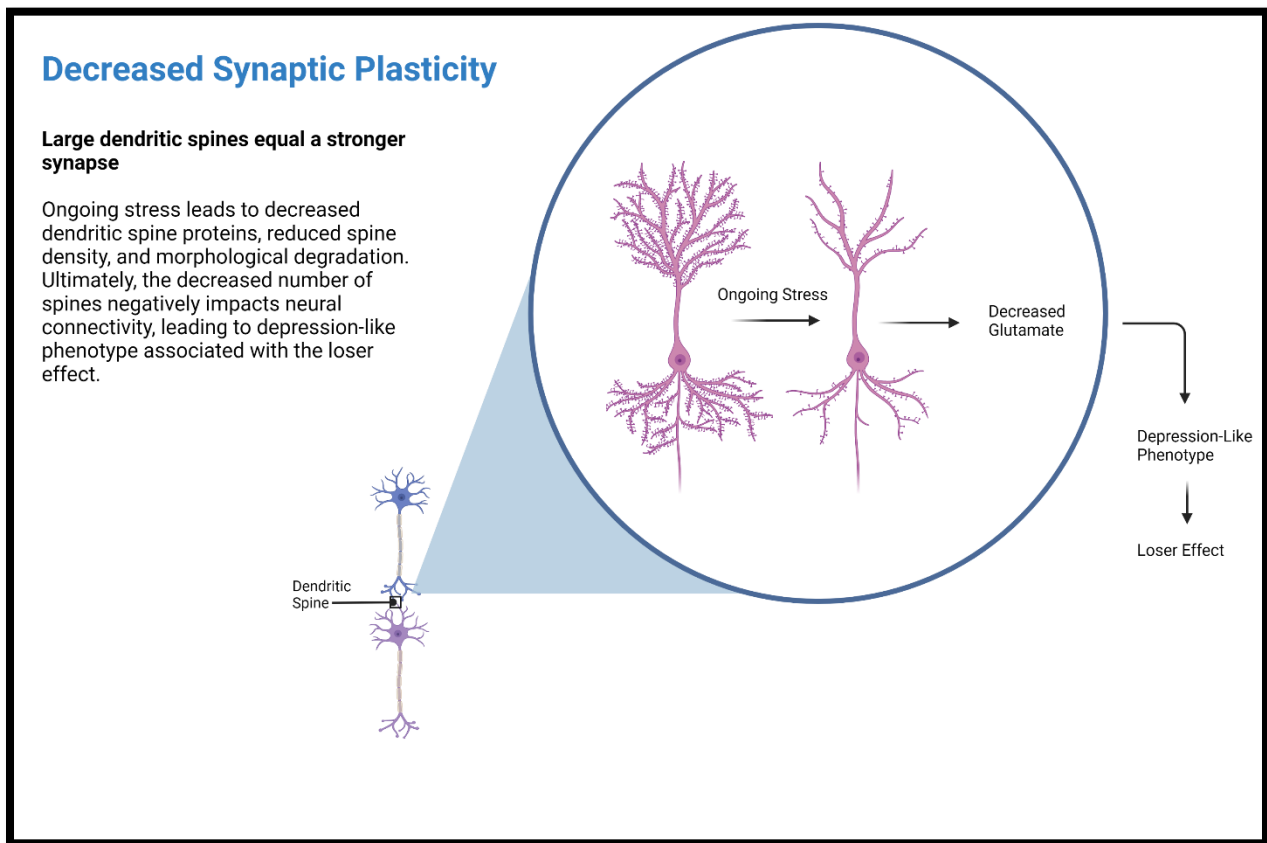 Decreased Synaptic Plasticity
Large dendritic spines equal a stronger
synapse
Ongoing stress leads to decreased
dendritic spine proteins, reduced spine
density, and morphological degradation.
Ultimately, the decreased number of
spines negatively impacts neural
connectivity, leading to depression-like
phenotype associated with the loser
effect.
Ongoing Stress
Decreased
Glutamate
Depression-Like
Phenotype
Loser Effect
Dendritic
Spine